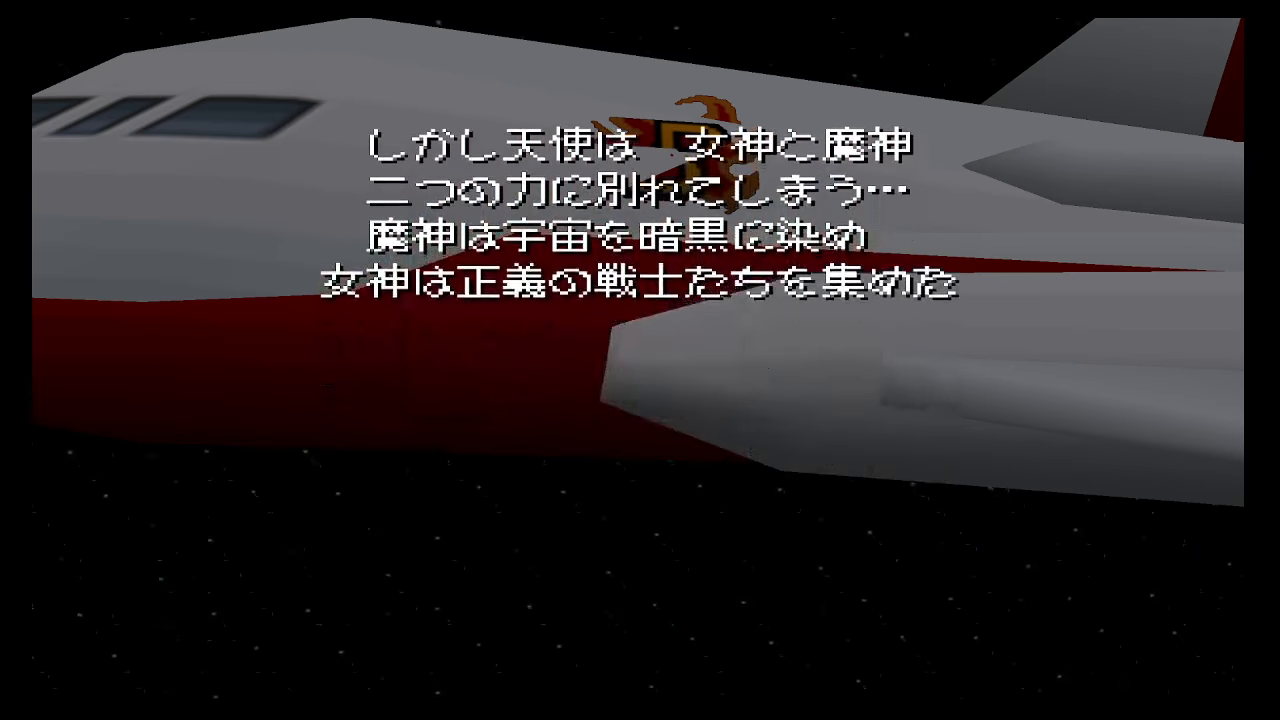 しかし天使は　女神と魔神
二つの力に別れてしまう…
魔神は宇宙を暗黒に染め
女神は正義の戦士たちを集めた